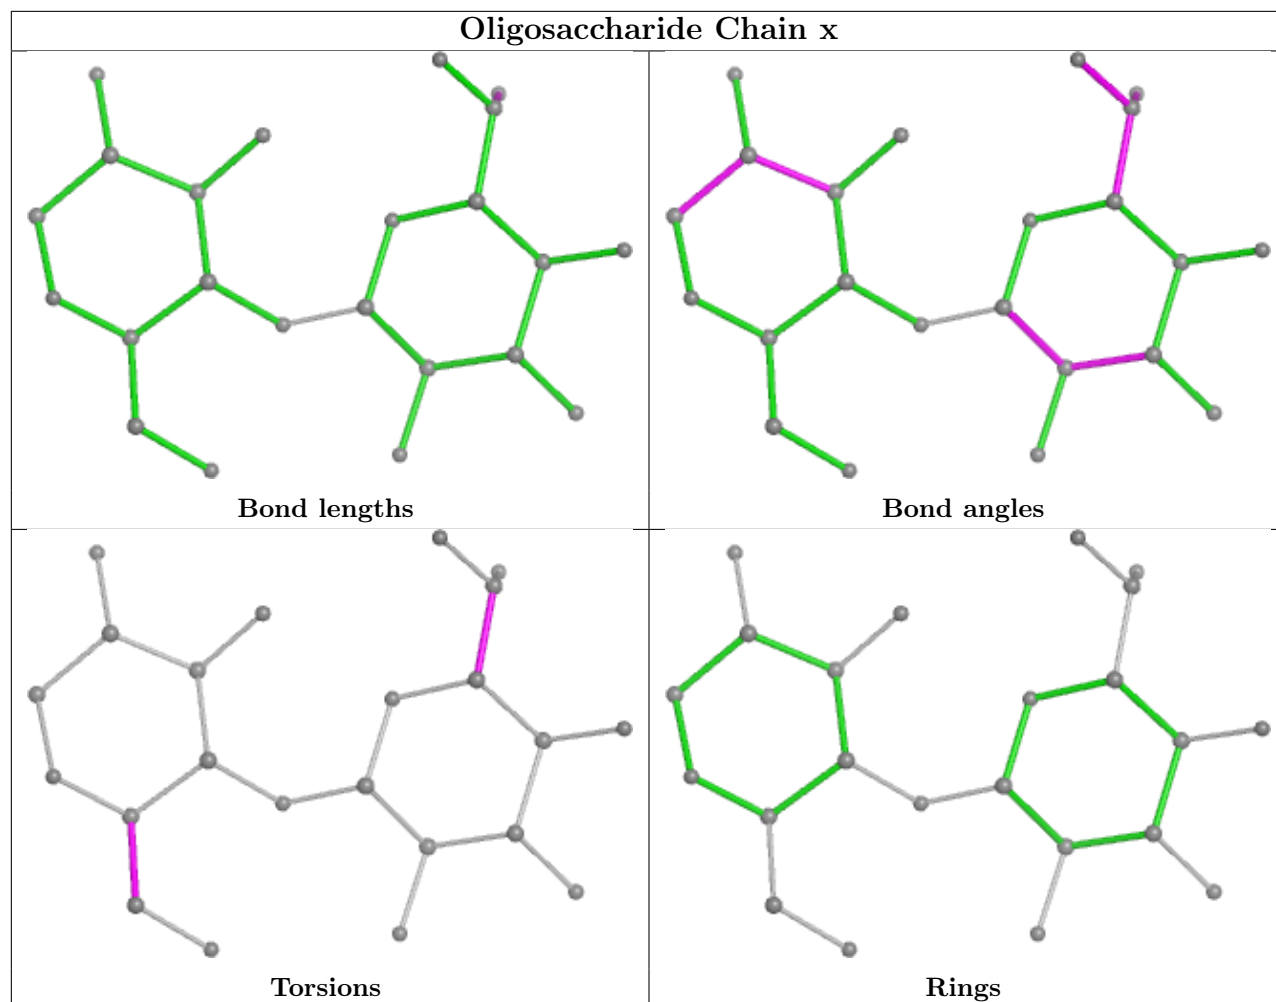 Oligosaccharide Chain x
Bond lengths
Bond angles
Torsions
Rings